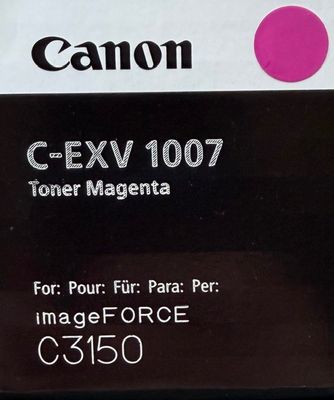 Canon
C-EXV 1007
Toner Magenta
For: Pour: Für: Para: Per:
imageFORCE
C3150